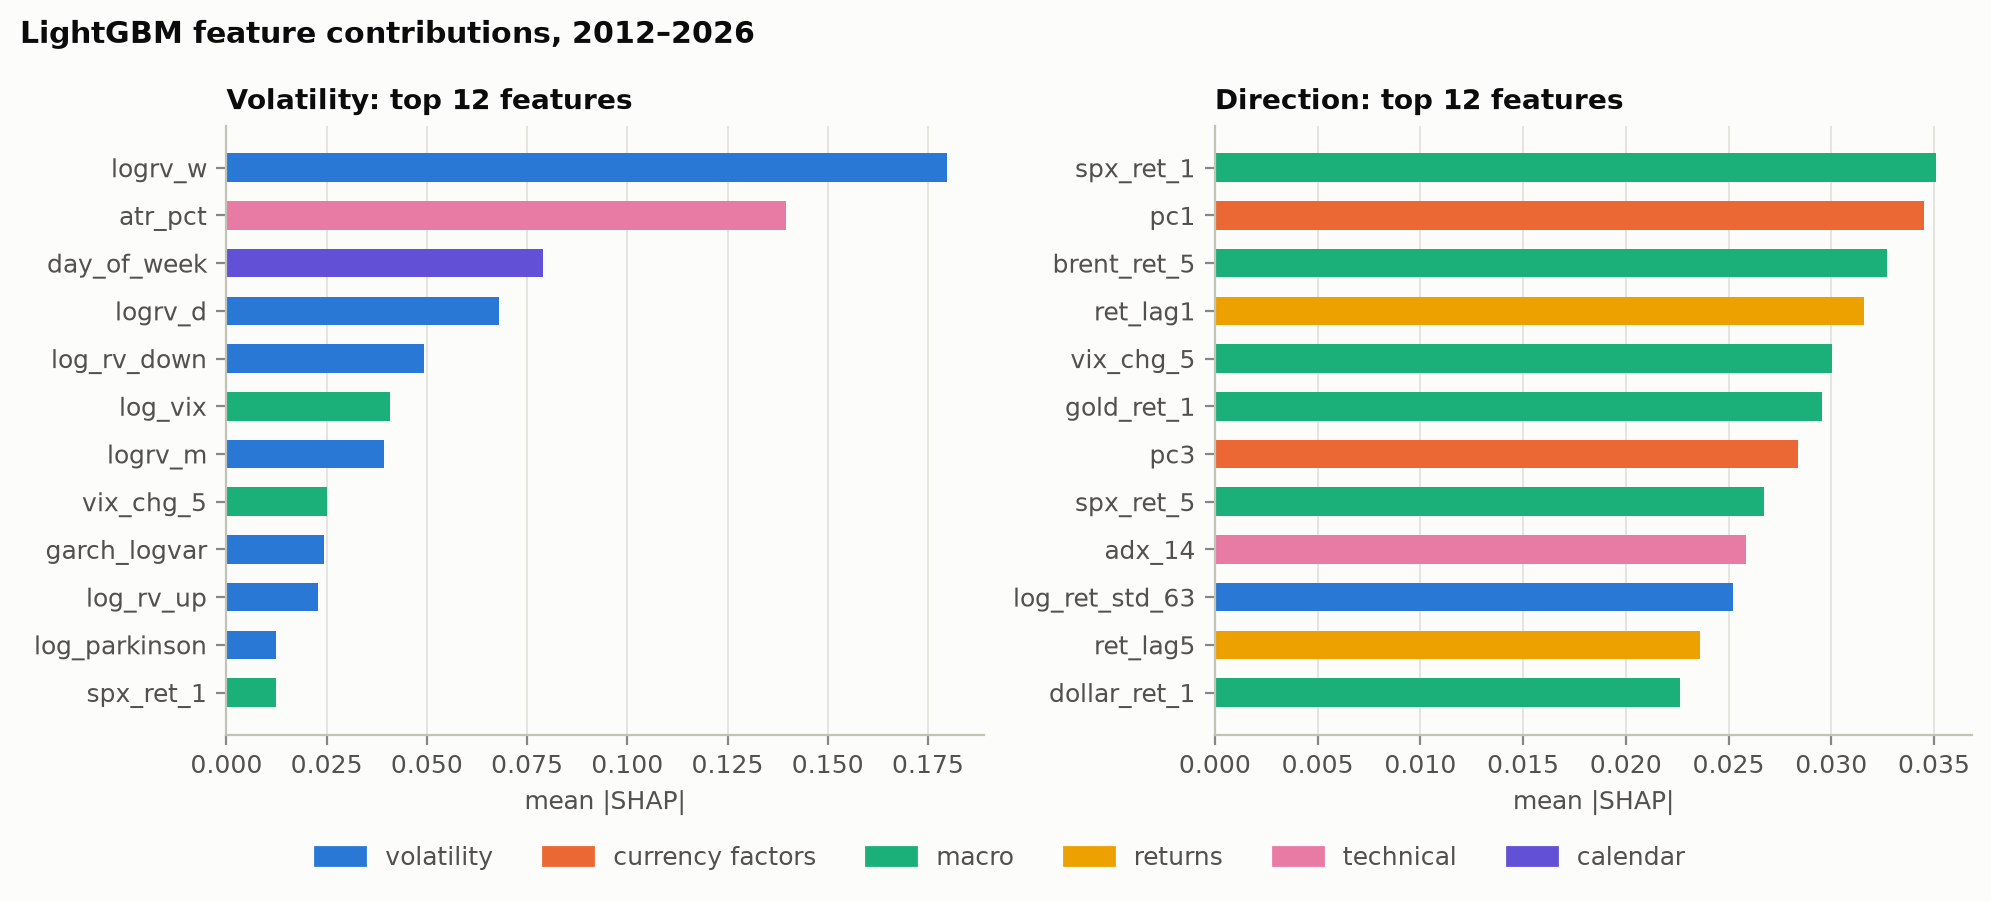 LightGBM feature contributions, 2012–2026
Volatility: top 12 features
logrv_w
atr_pct
day_of_week
logrv_d
log_rv_down
log_vix
logrv_m
vix_chg_5
garch_logvar
log_rv_up
log_parkinson
spx_ret_1
0.000 0.025 0.050 0.075 0.100 0.125 0.150 0.175
mean |SHAP|
Direction: top 12 features
spx_ret_1
pc1
brent_ret_5
ret_lag1
vix_chg_5
gold_ret_1
pc3
spx_ret_5
adx_14
log_ret_std_63
ret_lag5
dollar_ret_1
0.000 0.005 0.010 0.015 0.020 0.025 0.030 0.035
mean |SHAP|
volatility currency factors macro returns technical calendar